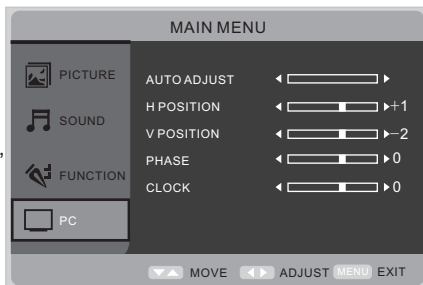 MAIN MENU
PICTURE
SOUND
FUNCTION
PC
AUTO ADJUST
H POSITION +1
V POSITION −2
PHASE 0
CLOCK 0
MOVE ADJUST MENU EXIT
,